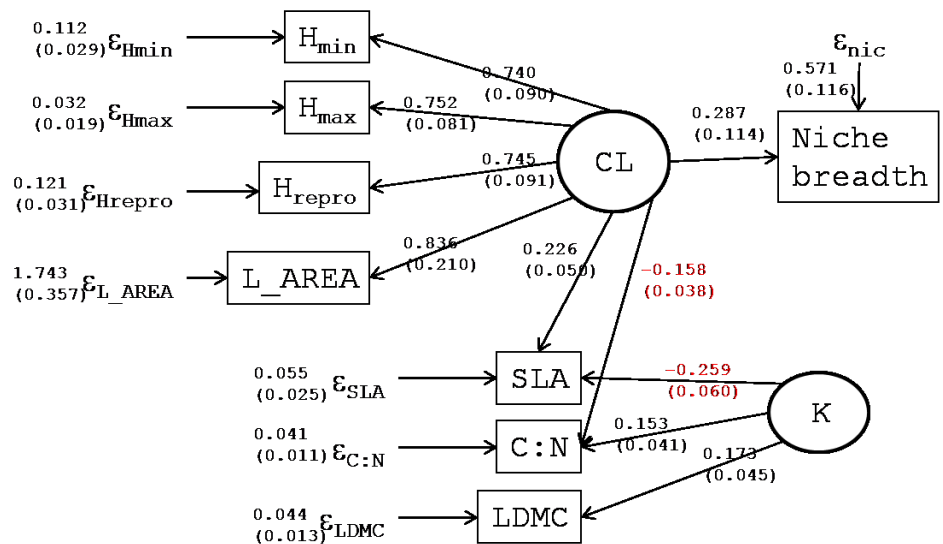 0.112
(0.029) εHmin
Hmin
0.740
(0.090)
εnic
0.571
(0.116)
0.032
(0.019) εHmax
Hmax
0.752
(0.081)
CL
0.287
(0.114)
Niche
breadth
0.121
(0.031) εHrepro
Hrepro
0.745
(0.091)
1.743
(0.357) εL_AREA
L_AREA
0.836
(0.210)
0.226
(0.050)
-0.158
(0.038)
0.055
(0.025) εSLA
SLA
-0.259
(0.060)
K
0.041
(0.011) εC:N
C:N
0.153
(0.041)
0.173
(0.045)
0.044
(0.013) εLDMC
LDMC